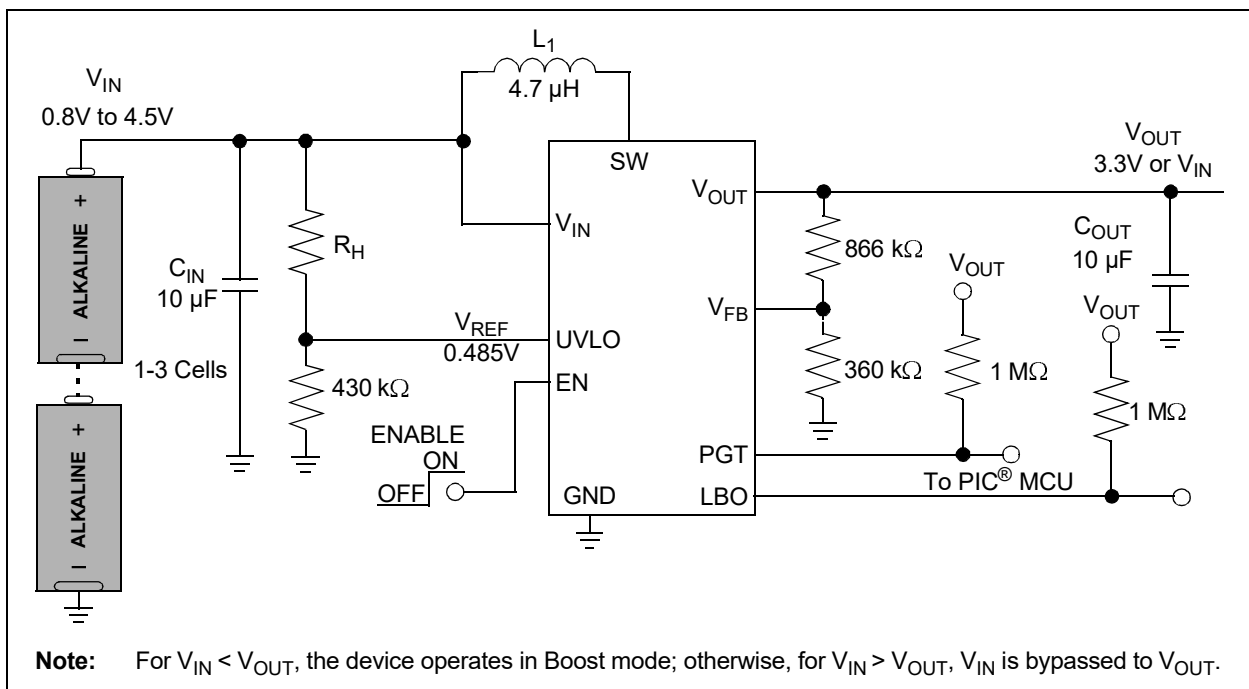 L1
4.7 µH
VIN
0.8V to 4.5V
SW
VOUT
3.3V or VIN
VOUT
VIN
RH
866 kΩ
COUT
10 µF
CIN
10 µF
VOUT
VOUT
VFB
VREF
0.485V
UVLO
ALKALINE
+
–
1-3 Cells
430 kΩ
EN
360 kΩ
1 MΩ
1 MΩ
ENABLE
ON
OFF
PGT
To PIC® MCU
GND
LBO
ALKALINE
+
–
Note: For VIN < VOUT, the device operates in Boost mode; otherwise, for VIN > VOUT, VIN is bypassed to VOUT.